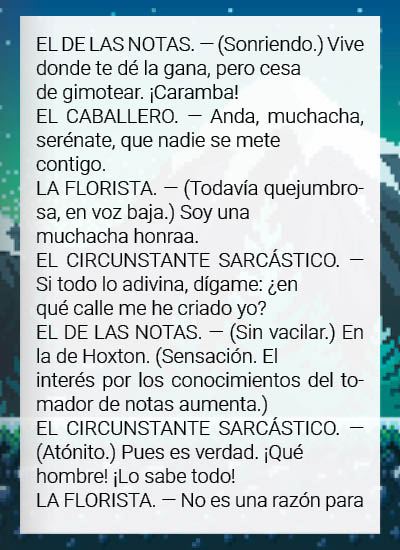 EL DE LAS NOTAS. — (Sonriendo.) Vive
donde te dé la gana, pero cesa
de gimotear. ¡Caramba!
EL CABALLERO. — Anda, muchacha,
serénate, que nadie se mete
contigo.
LA FLORISTA. — (Todavía quejumbro-
sa, en voz baja.) Soy una
muchacha honraa.
EL CIRCUNSTANTE SARCÁSTICO. —
Si todo lo adivina, dígame: ¿en
qué calle me he criado yo?
EL DE LAS NOTAS. — (Sin vacilar.) En
la de Hoxton. (Sensación. El
interés por los conocimientos del to-
mador de notas aumenta.)
EL CIRCUNSTANTE SARCÁSTICO. —
(Atónito.) Pues es verdad. ¡Qué
hombre! ¡Lo sabe todo!
LA FLORISTA. — No es una razón para